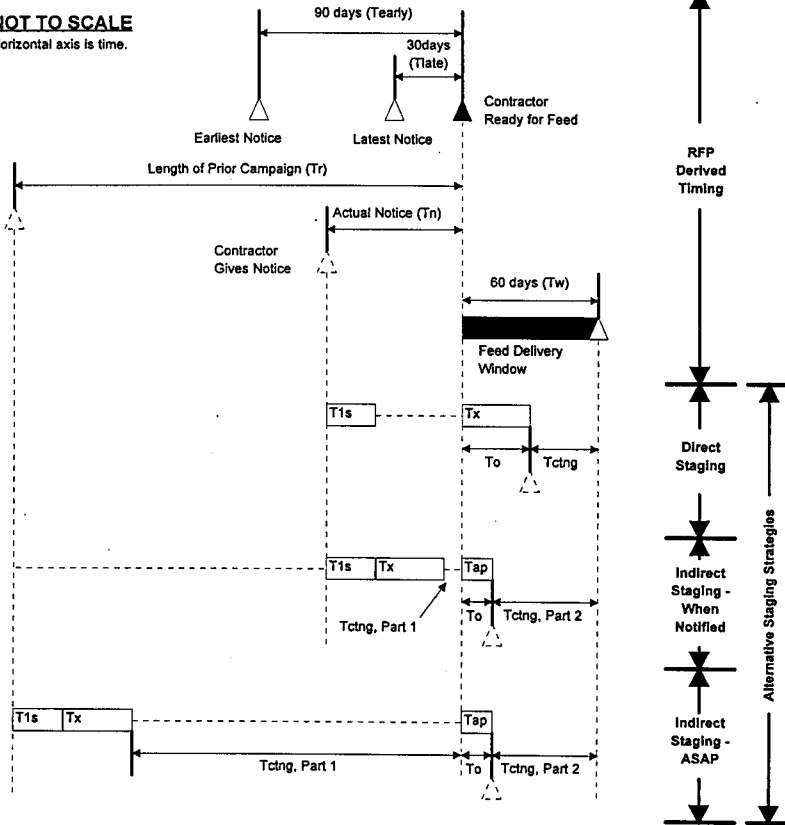 NOT TO SCALE
orizontal axis is time.
90 days (Tearly)
30days
(Tlate)
Contractor
Ready for Feed
Earliest Notice
Latest Notice
Length of Prior Campaign (Tr)
Actual Notice (Tn)
Contractor
Gives Notice
60 days (Tw)
Feed Delivery
Window
RFP
Derived
Timing
T1s
Tx
To
Tctng
Direct
Staging
T1s
Tx
Tap
Tctng, Part 1
To
Tctng, Part 2
Indirect
Staging -
When
Notified
T1s
Tx
Tap
Tctng, Part 1
To
Tctng, Part 2
Indirect
Staging -
ASAP
Alternative Staging Strategies